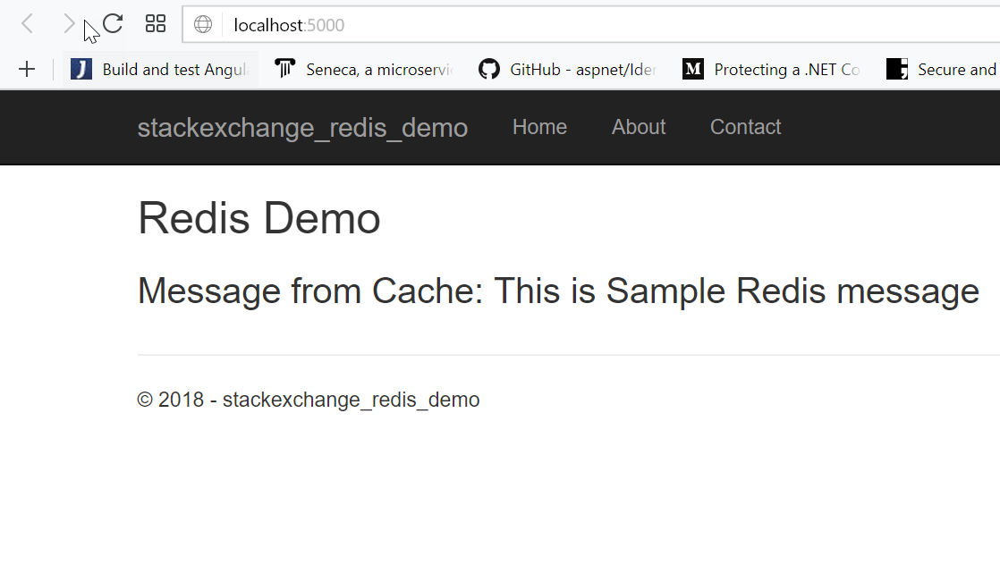 localhost:5000
Build and test Angul Seneca, a microservi GitHub - aspnet/Ider Protecting a .NET Co Secure and
stackexchange_redis_demo Home About Contact
Redis Demo
Message from Cache: This is Sample Redis message
© 2018 - stackexchange_redis_demo